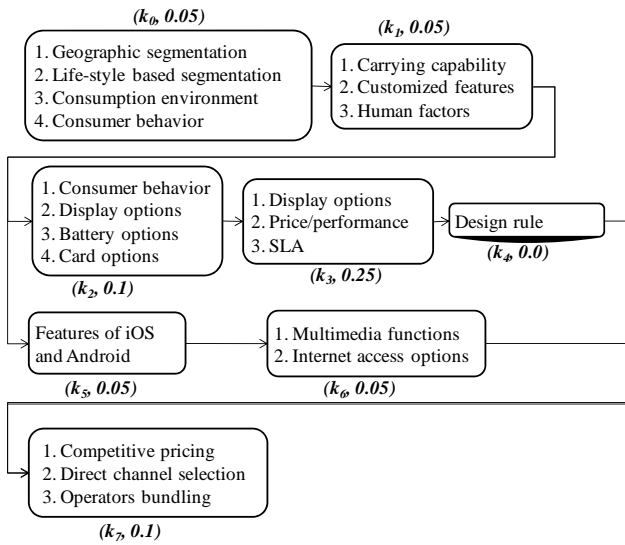 (k0, 0.05)
1. Geographic segmentation
2. Life-style based segmentation
3. Consumption environment
4. Consumer behavior
(k1, 0.05)
1. Carrying capability
2. Customized features
3. Human factors
1. Consumer behavior
2. Display options
3. Battery options
4. Card options
(k2, 0.1)
1. Display options
2. Price/performance
3. SLA
(k3, 0.25)
Design rule
(k4, 0.0)
Features of iOS
and Android
(k5, 0.05)
1. Multimedia functions
2. Internet access options
(k6, 0.05)
1. Competitive pricing
2. Direct channel selection
3. Operators bundling
(k7, 0.1)